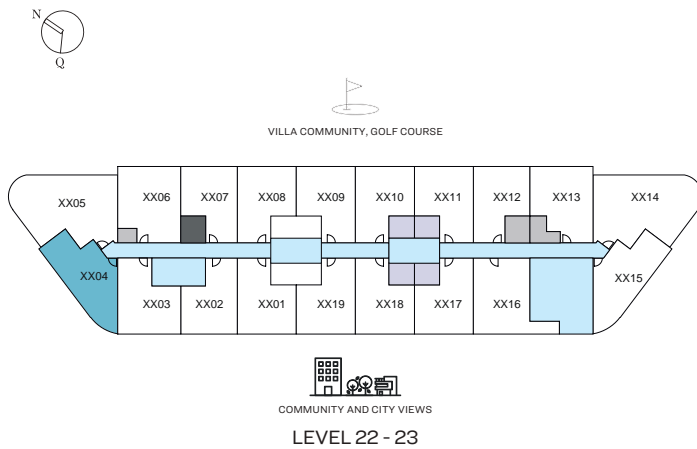 N
Q
VILLA COMMUNITY, GOLF COURSE
XX05
XX06
XX07
XX08
XX09
XX10
XX11
XX12
XX13
XX14
XX04
XX15
XX03
XX02
XX01
XX19
XX18
XX17
XX16
COMMUNITY AND CITY VIEWS
LEVEL 22 - 23